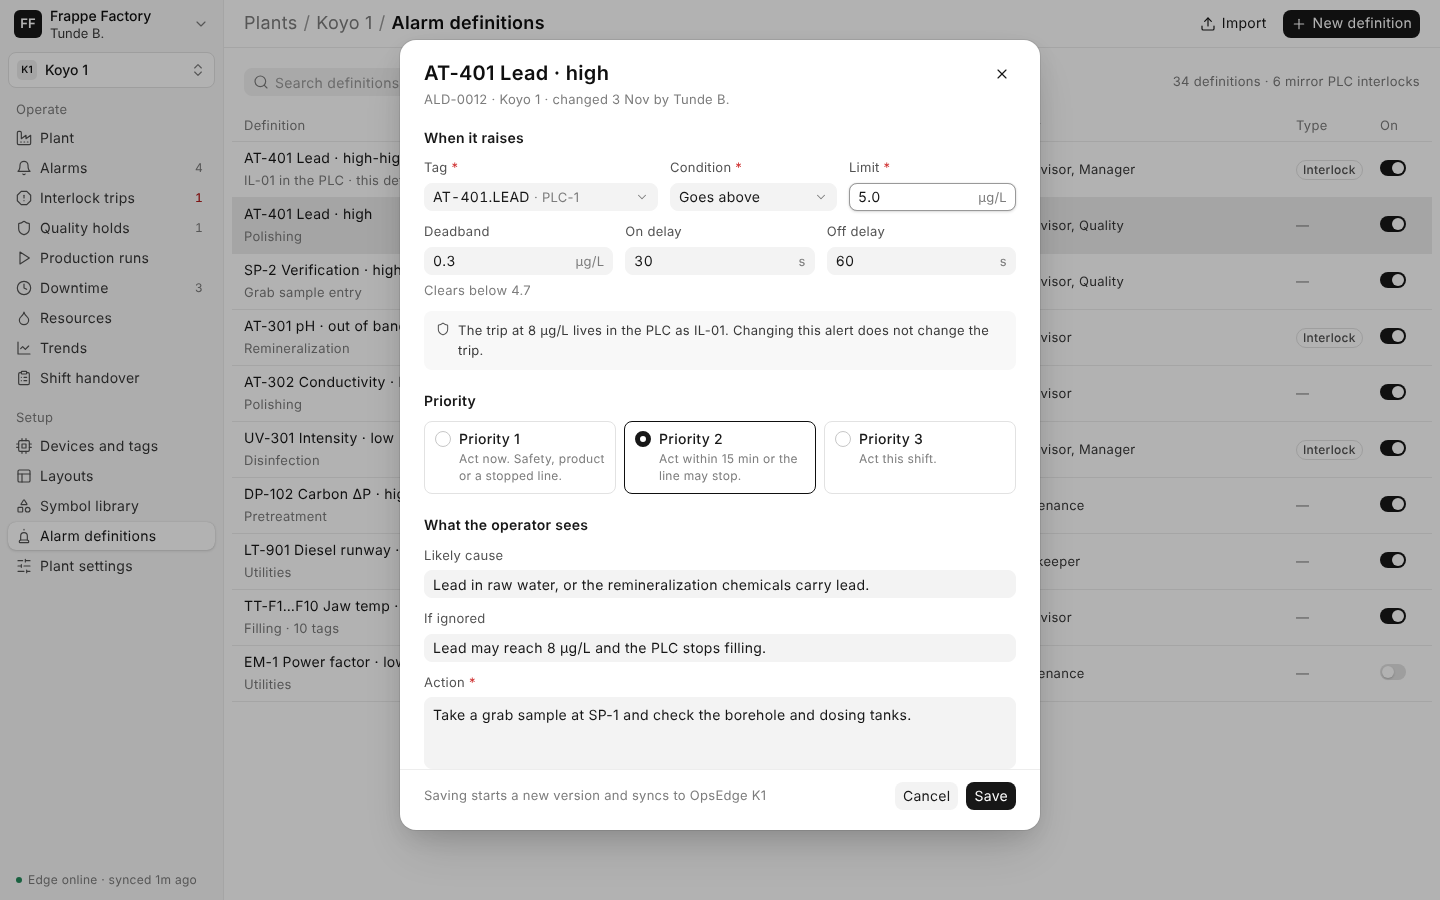 FF
Frappe Factory
Tunde B.
K1
Koyo 1
Operate
Plant
Alarms 4
Interlock trips 1
Quality holds 1
Production runs
Downtime 3
Resources
Trends
Shift handover
Setup
Devices and tags
Layouts
Symbol library
Alarm definitions
Plant settings
Edge online · synced 1m ago
Plants / Koyo 1 / Alarm definitions
Import
New definition
Search definitions
34 definitions · 6 mirror PLC interlocks
Definition
Type
On
AT-401 Lead · high-hig
IL-01 in the PLC · this de
Manager
Interlock
AT-401 Lead · high
Polishing
Quality
—
SP-2 Verification · high
Grab sample entry
Quality
—
AT-301 pH · out of ban
Remineralization
Interlock
AT-302 Conductivity ·
Polishing
—
UV-301 Intensity · low
Disinfection
Manager
Interlock
DP-102 Carbon ΔP · hig
Pretreatment
—
LT-901 Diesel runway ·
Utilities
—
TT-F1…F10 Jaw temp ·
Filling · 10 tags
—
EM-1 Power factor · low
Utilities
—
AT-401 Lead · high
ALD-0012 · Koyo 1 · changed 3 Nov by Tunde B.
When it raises
Tag *
Condition *
Limit *
AT-401.LEAD · PLC-1
Goes above
5.0 µg/L
Deadband
On delay
Off delay
0.3 µg/L
30 s
60 s
Clears below 4.7
The trip at 8 µg/L lives in the PLC as IL-01. Changing this alert does not change the
trip.
Priority
Priority 1
Act now. Safety, product
or a stopped line.
Priority 2
Act within 15 min or the
line may stop.
Priority 3
Act this shift.
What the operator sees
Likely cause
Lead in raw water, or the remineralization chemicals carry lead.
If ignored
Lead may reach 8 µg/L and the PLC stops filling.
Action *
Take a grab sample at SP-1 and check the borehole and dosing tanks.
Saving starts a new version and syncs to OpsEdge K1
Cancel
Save